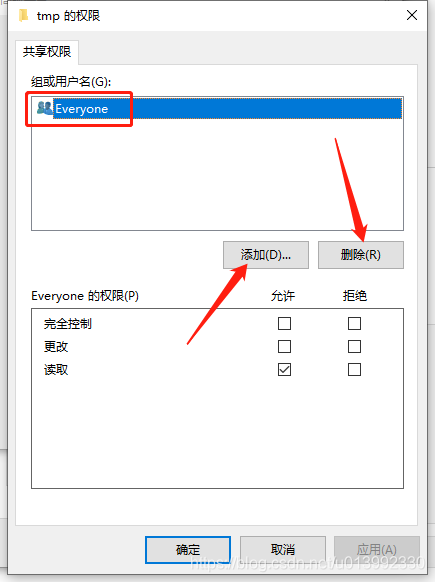 tmp 的权限
共享权限
组或用户名(G):
Everyone
添加(D)...
删除(R)
Everyone 的权限(P)
允许
拒绝
完全控制
更改
读取
确定
取消
应用(A)
https://blog.csdn.net/u013992330